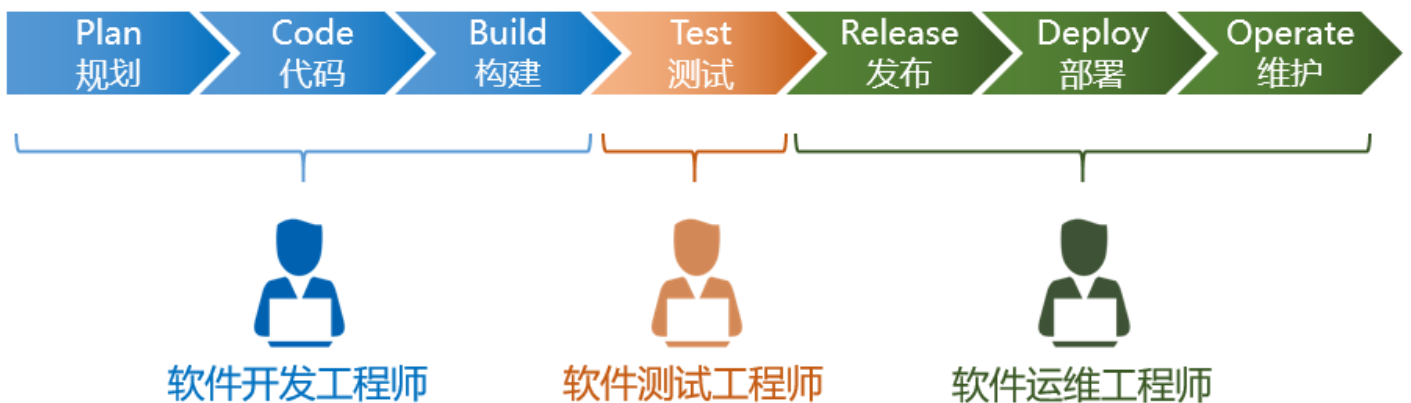 Plan
规划
Code
代码
Build
构建
Test
测试
Release
发布
Deploy
部署
Operate
维护
软件开发工程师
软件测试工程师
软件运维工程师